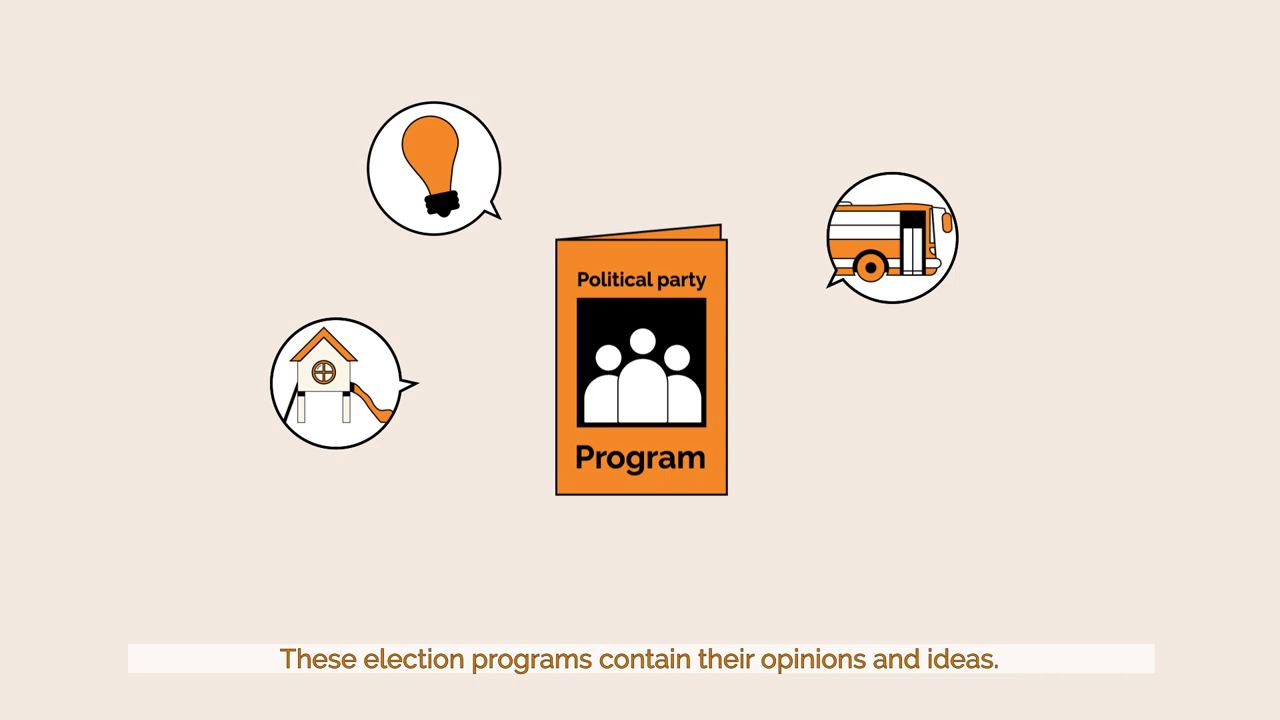 Political party
Program
These election programs contain their opinions and ideas.